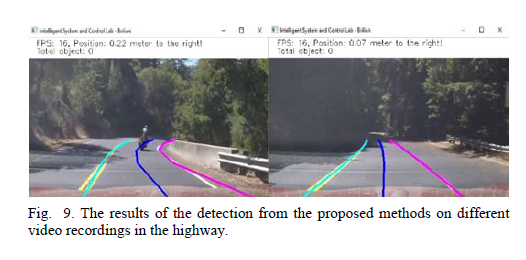 Intelligent System and Control Lab - Brilian
Intelligent System and Control Lab - Brilian
FPS: 16, Position: 0.22 meter to the right!
Total object: 0
FPS: 16, Position: 0.07 meter to the right!
Total object: 0
Fig. 9. The results of the detection from the proposed methods on different
video recordings in the highway.